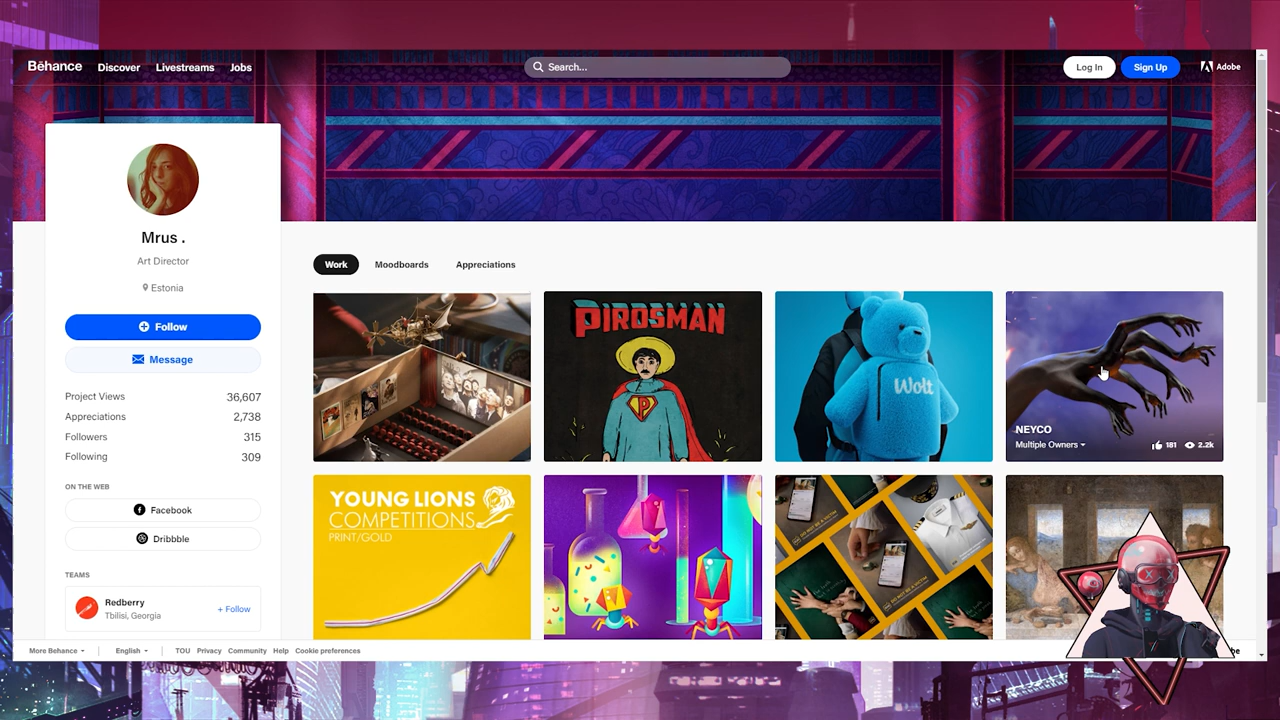 Bēhance Discover Livestreams Jobs Search... Log In Sign Up Adobe
Mrus .
Art Director
Estonia
Follow
Message
Project Views 36,607
Appreciations 2,738
Followers 315
Following 309
ON THE WEB
Facebook
Dribbble
TEAMS
Redberry
Tbilisi, Georgia
+ Follow
Work Moodboards Appreciations
PIROSMAN
P
Wolt
NEYCO
Multiple Owners 181 2.2k
YOUNG LIONS
COMPETITIONS
PRINT/GOLD
More Behance English TOU Privacy Community Help Cookie preferences